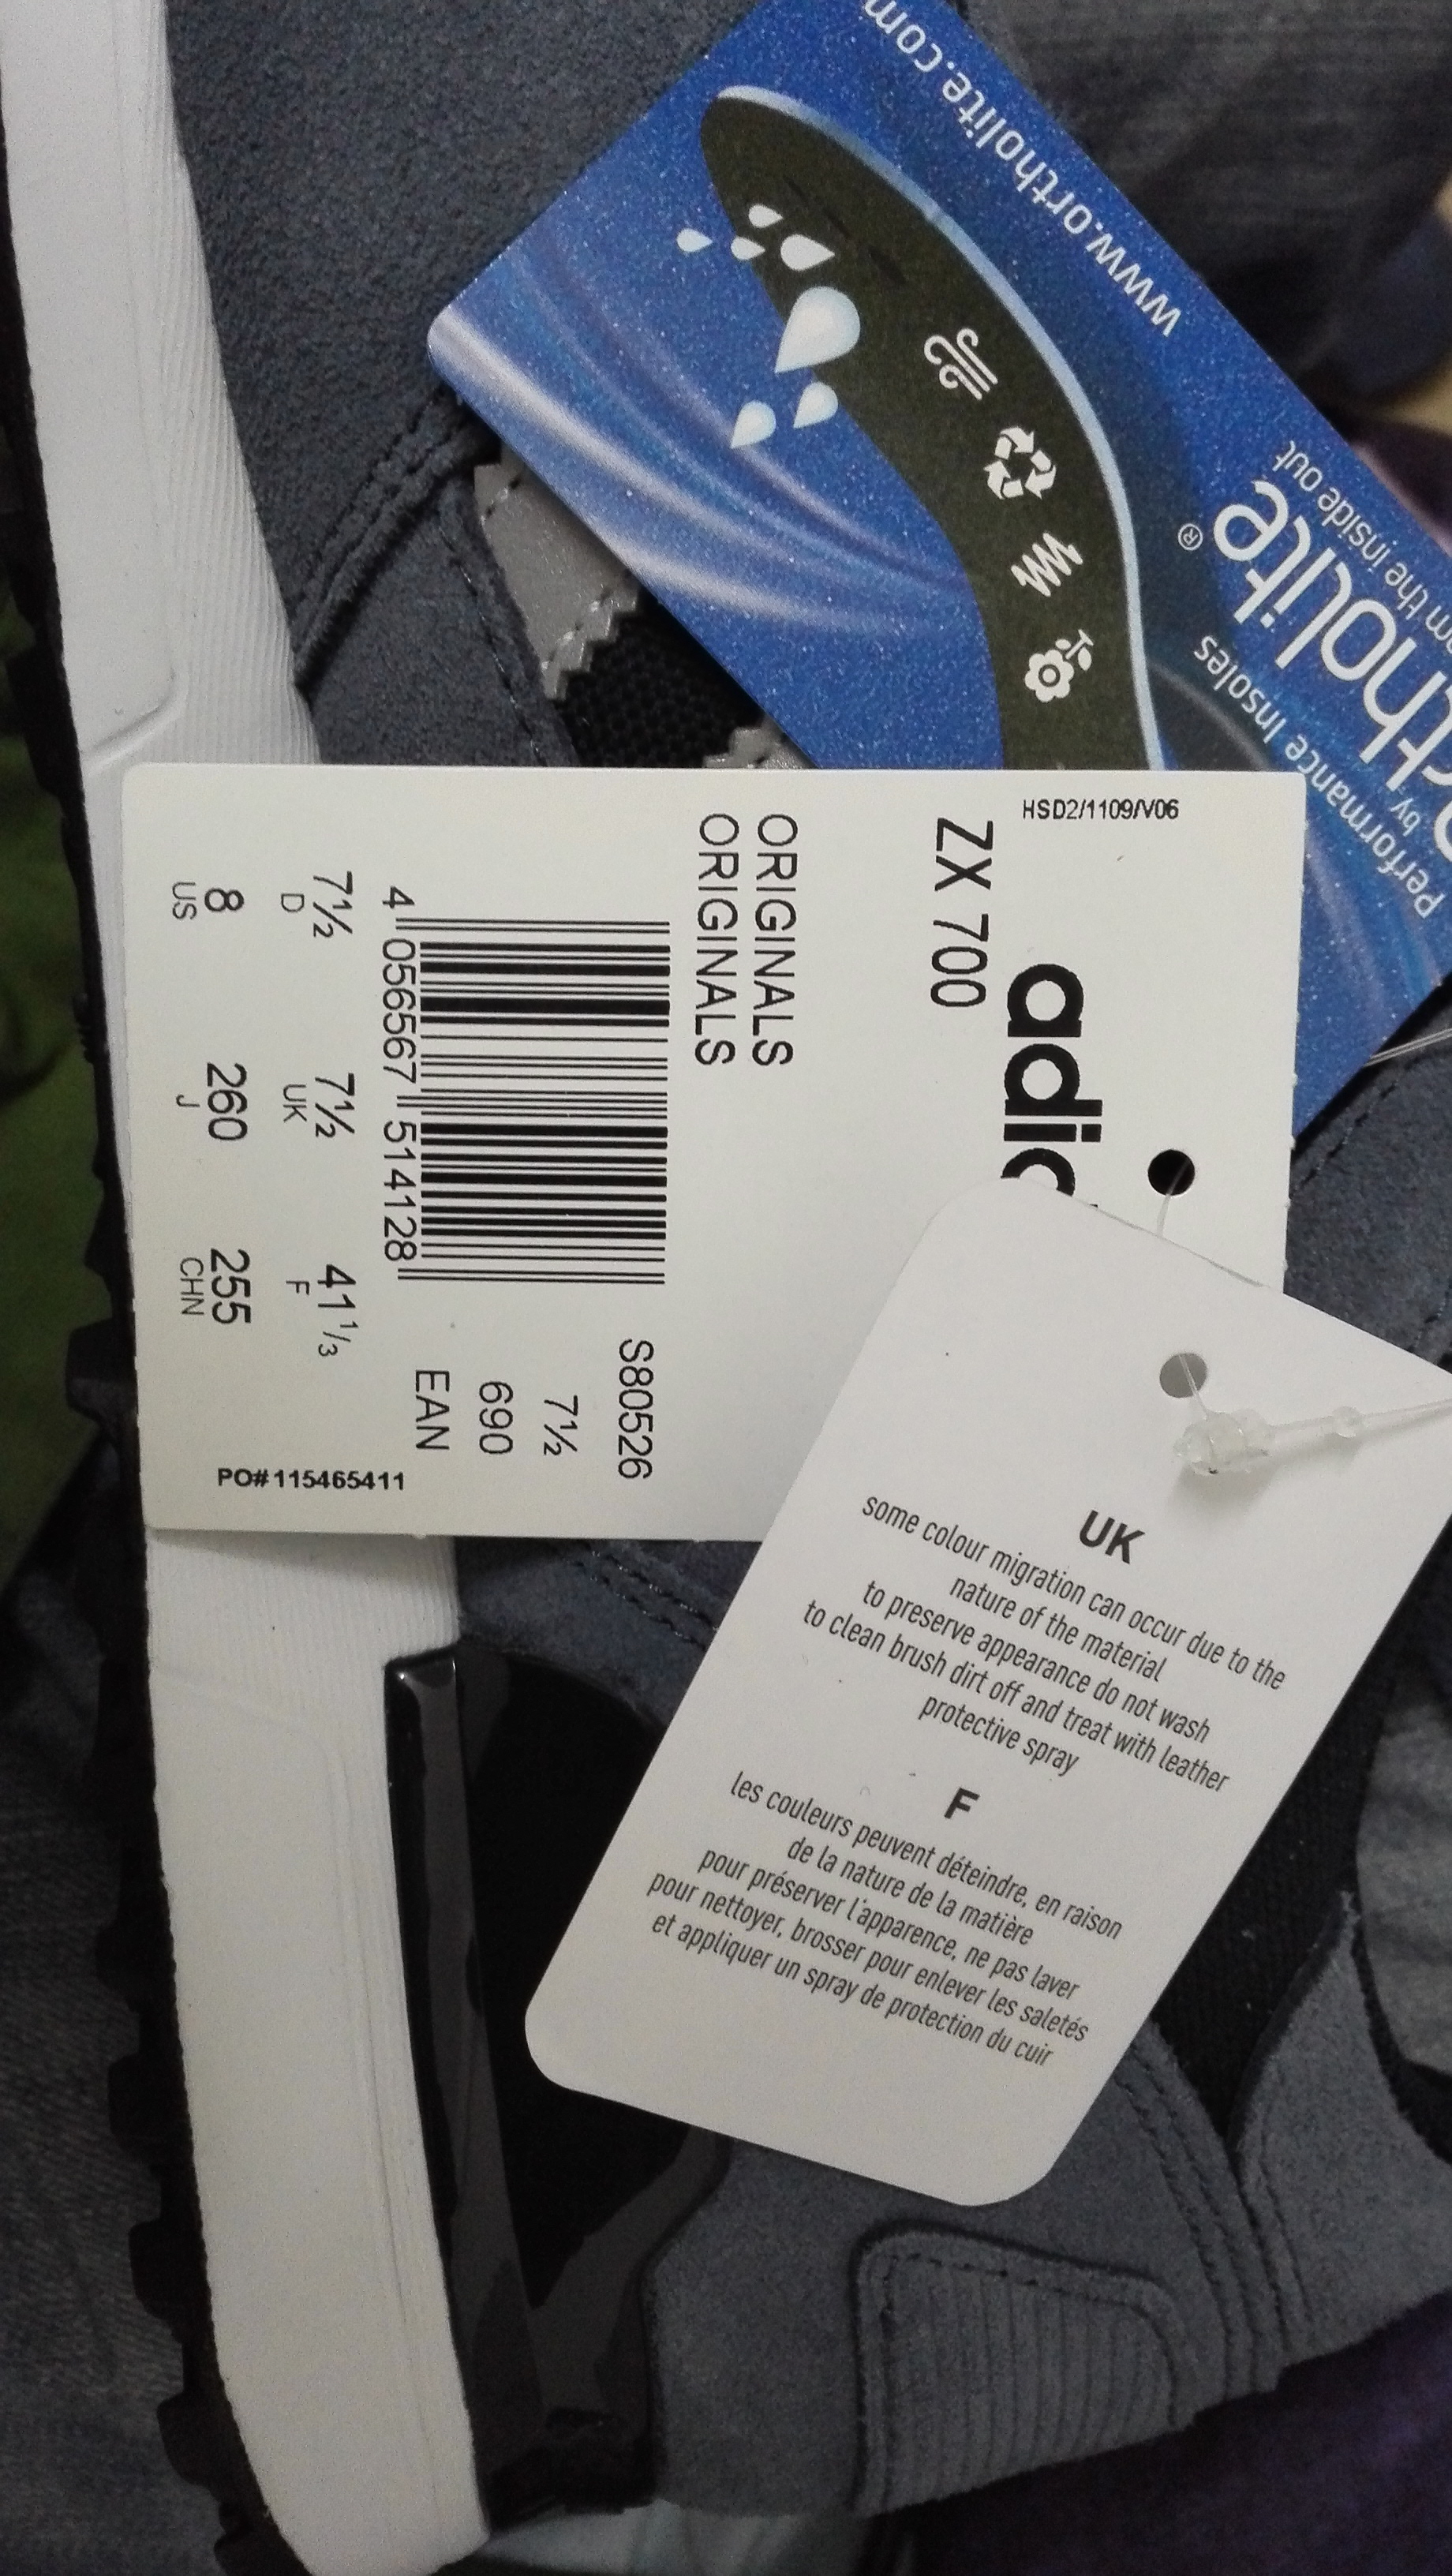 www.ortholite.com
Performance Insoles
by
from the inside out
HSD2/1109/V06
ZX 700
ORIGINALS
ORIGINALS
S80526
7½
690
EAN
4 056567 514128
7½ 7½ 41 1/3
D UK F
8 260 255
US J CHN
PO#115465411
UK
some colour migration can occur due to the
nature of the material
to preserve appearance do not wash
to clean brush dirt off and treat with leather
protective spray
F
les couleurs peuvent déteindre, en raison
de la nature de la matière
pour préserver l'apparence, ne pas laver
pour nettoyer, brosser pour enlever les saletés
et appliquer un spray de protection du cuir